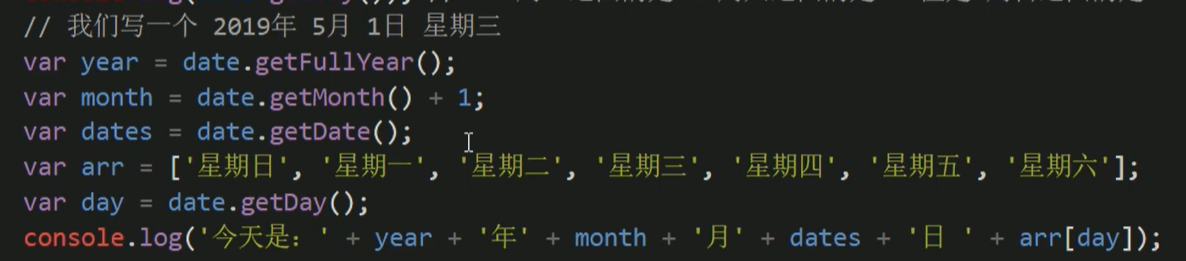 // 我们写一个 2019年 5月 1日 星期三
var year = date.getFullYear();
var month = date.getMonth() + 1;
var dates = date.getDate();
var arr = ['星期日', '星期一', '星期二', '星期三', '星期四', '星期五', '星期六'];
var day = date.getDay();
console.log('今天是：' + year + '年' + month + '月' + dates + '日 ' + arr[day]);